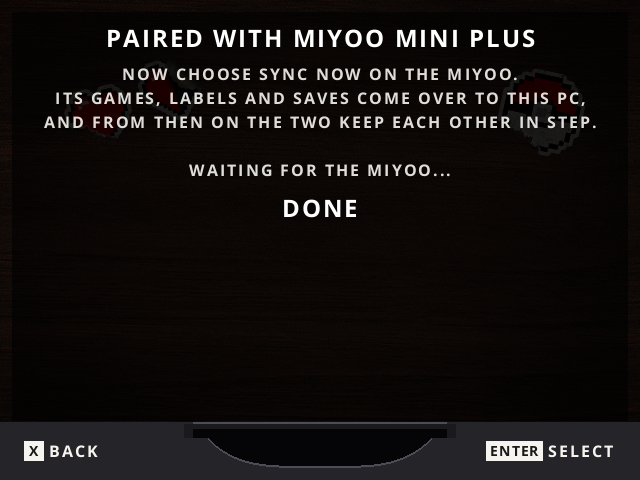 PAIRED WITH MIYOO MINI PLUS
NOW CHOOSE SYNC NOW ON THE MIYOO.
ITS GAMES, LABELS AND SAVES COME OVER TO THIS PC,
AND FROM THEN ON THE TWO KEEP EACH OTHER IN STEP.
WAITING FOR THE MIYOO...
DONE
X BACK
ENTER SELECT